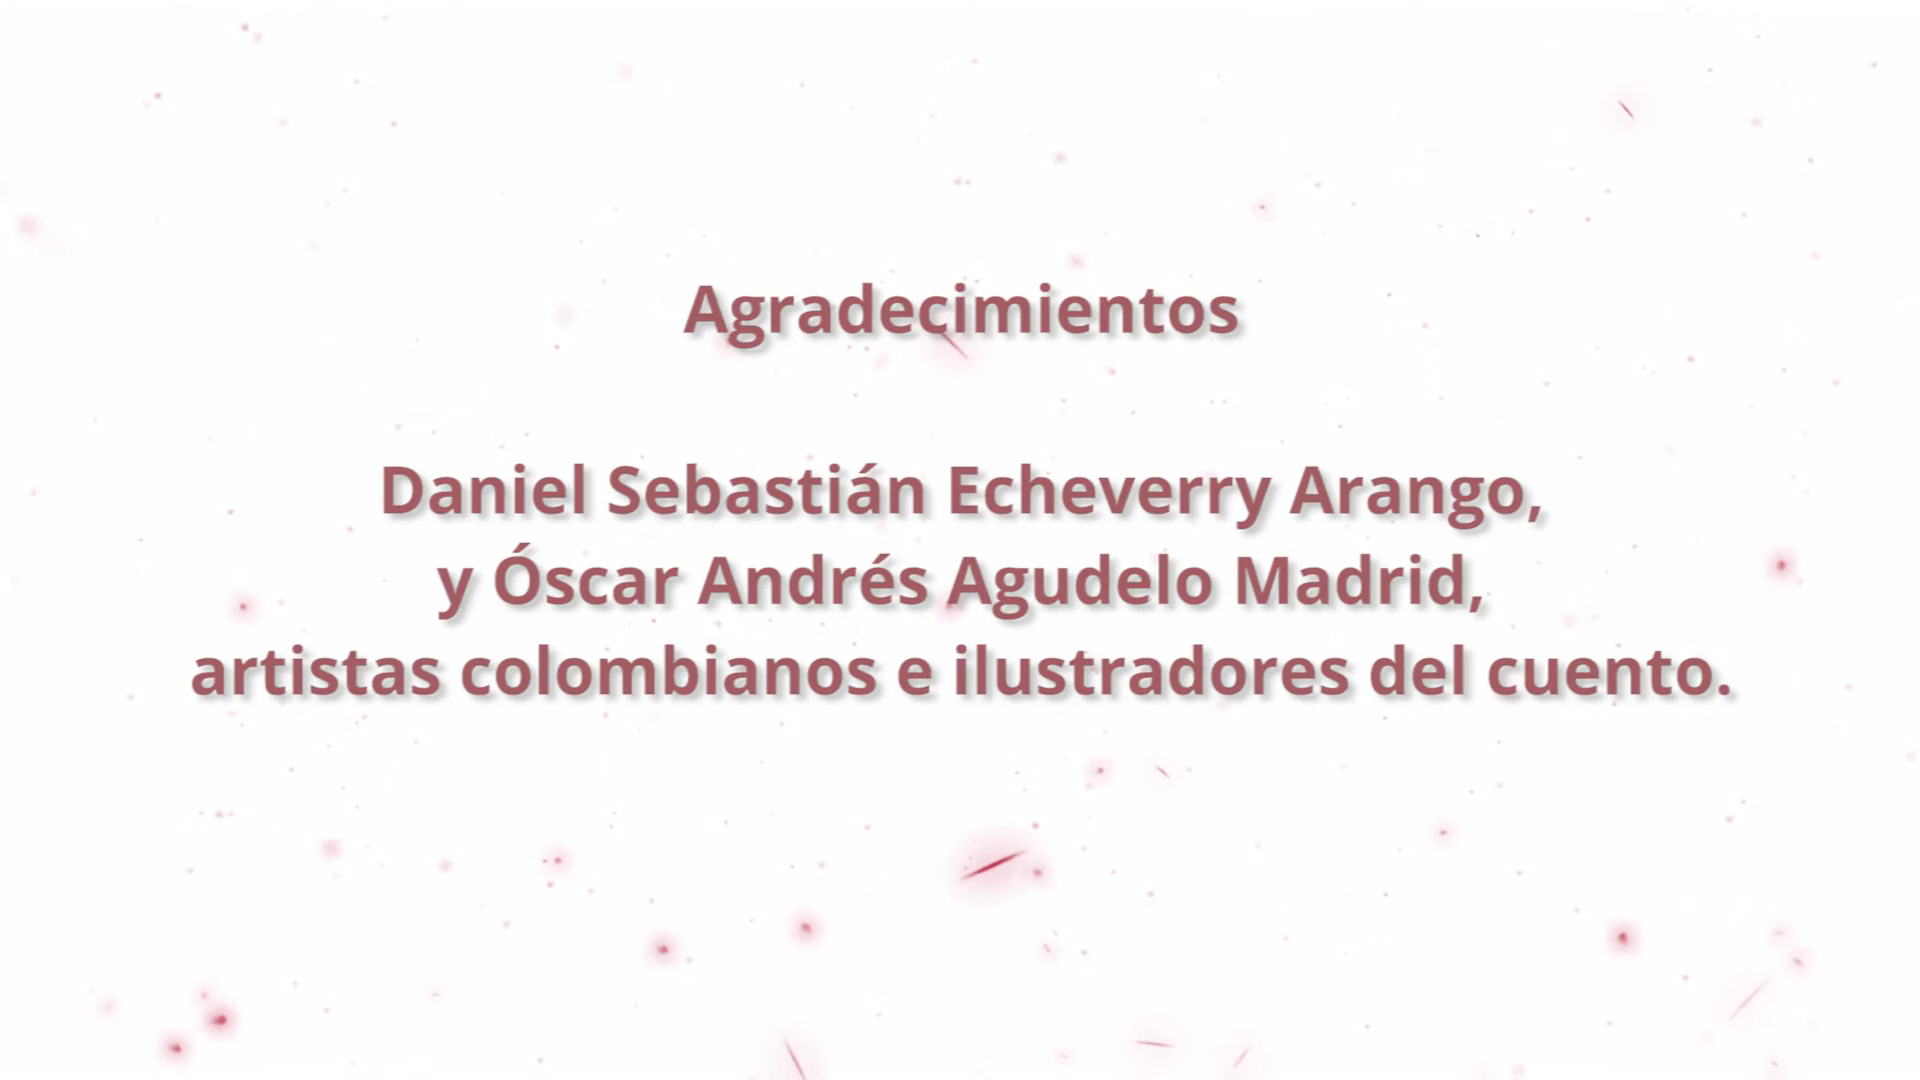 Agradecimientos
Daniel Sebastián Echeverry Arango,
y Óscar Andrés Agudelo Madrid,
artistas colombianos e ilustradores del cuento.